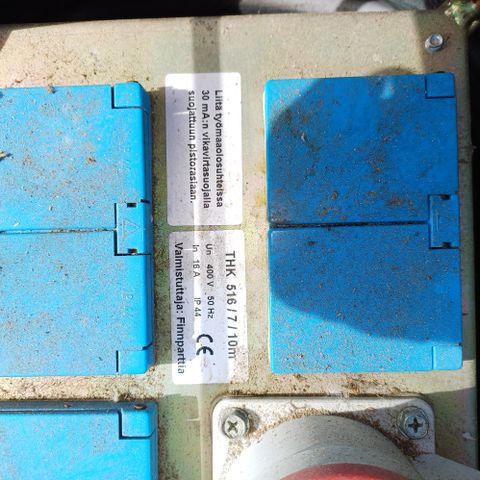 Liitä työmaaolosuhteissa
30 mA:n vikavirtasuojalla
suojattuun pistorasiaan.
THK 516 / 7 / 10m
Un 400 V 50 Hz
In 16 A IP 44
CE
Valmistuttaja: Finnparttia